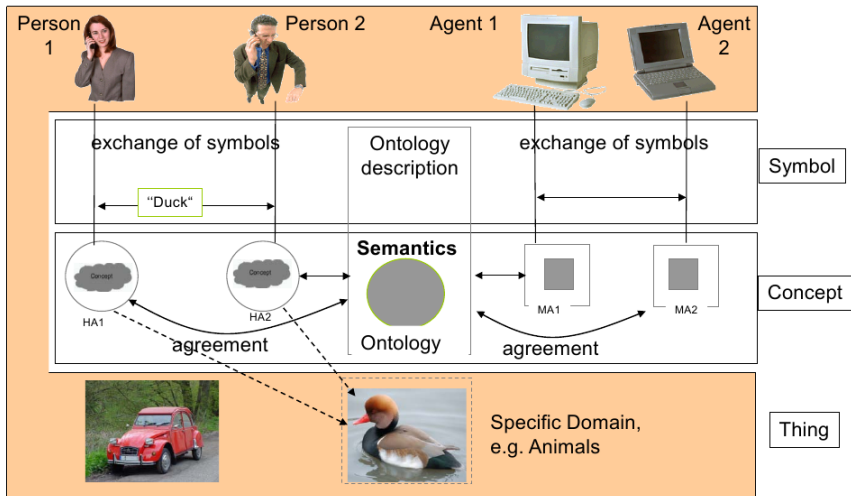 Person
1
Person 2
Agent 1
Agent
2
exchange of symbols
Ontology
description
exchange of symbols
Symbol
"Duck"
Semantics
Concept
Concept
Concept
HA1
HA2
MA1
MA2
agreement
Ontology
agreement
Specific Domain,
e.g. Animals
Thing